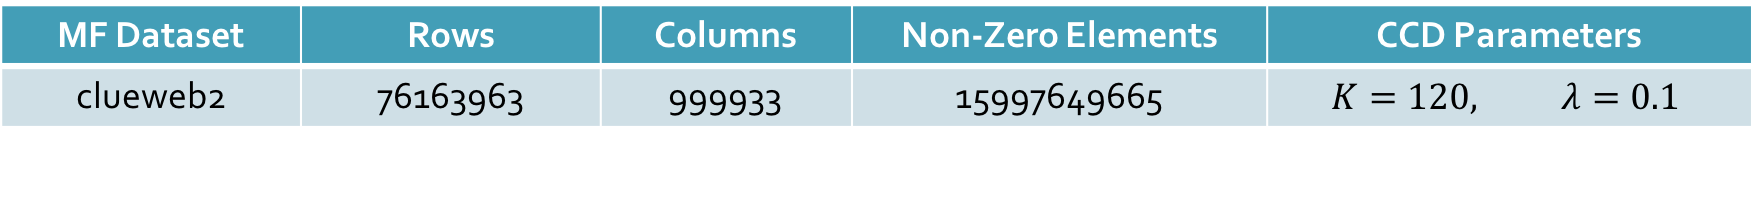 MF Dataset Rows Columns Non-Zero Elements CCD Parameters
clueweb2 76163963 999933 15997649665 K = 120, λ = 0.1